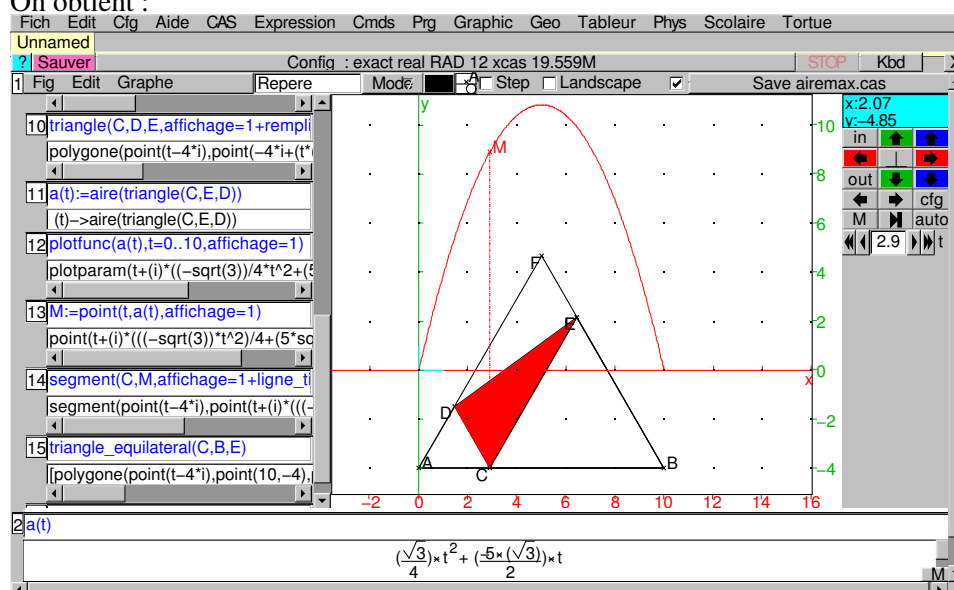 On obtient :
Fich Edit Cfg Aide CAS Expression Cmds Prg Graphic Geo Tableur Phys Scolaire Tortue
Unnamed
? Sauver Config : exact real RAD 12 xcas 19.559M STOP Kbd X
1 Fig Edit Graphe Repere Mode Step Landscape Save airemax.cas
10 triangle(C,D,E,affichage=1+rempli
polygone(point(t-4*i),point(-4*i+(t*(
11 a(t):=aire(triangle(C,E,D))
(t)->aire(triangle(C,E,D))
12 plotfunc(a(t),t=0..10,affichage=1)
plotparam(t+(i)*((-sqrt(3))/4*t^2+(5
13 M:=point(t,a(t),affichage=1)
point(t+(i)*(((-sqrt(3))*t^2)/4+(5*sq
14 segment(C,M,affichage=1+ligne_ti
segment(point(t-4*i),point(t+(i)*(((-
15 triangle_equilateral(C,B,E)
[polygone(point(t-4*i),point(10,-4),
y
M
F
E
D
A
C
B
x
10
8
6
4
2
0
-2
-4
-2 0 2 4 6 8 10 12 14 16
x:2.07
y:-4.85
in
out
cfg
M auto
2.9 t
2 a(t)
(√3/4)×t² + (-5×(√3)/2)×t
M